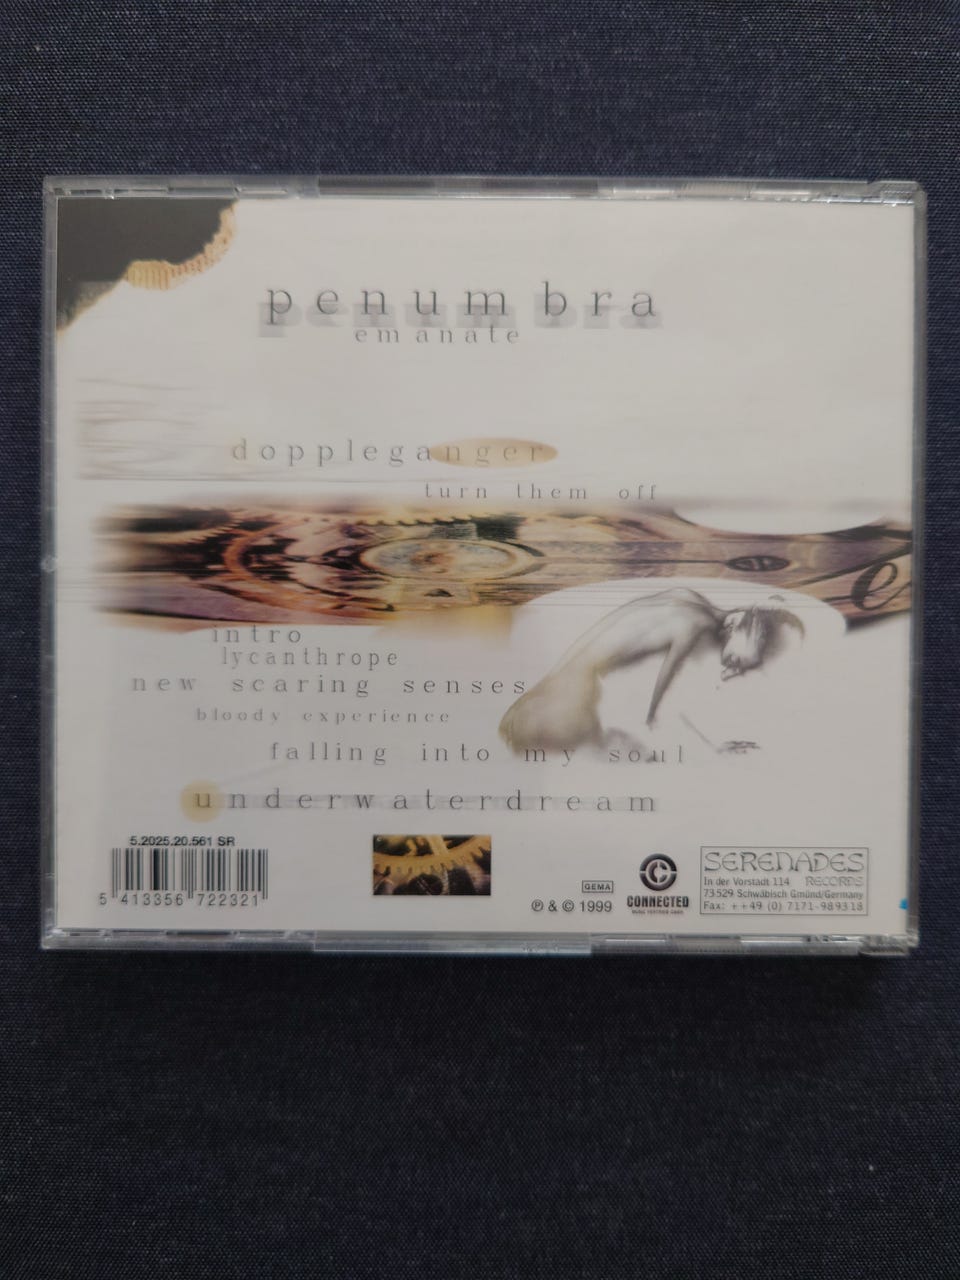 penumbra
emanate
doppleganger
turn them off
e
intro
lycanthrope
new scaring senses
bloody experience
falling into my soul
underwaterdream
5.2025.20.561 SR
5 413356 722321
GEMA
℗ & © 1999
C
CONNECTED
SERENADES
In der Vorstadt 114 RECORDS
73529 Schwäbisch Gmünd/Germany
Fax: ++49 (0) 7171-989318